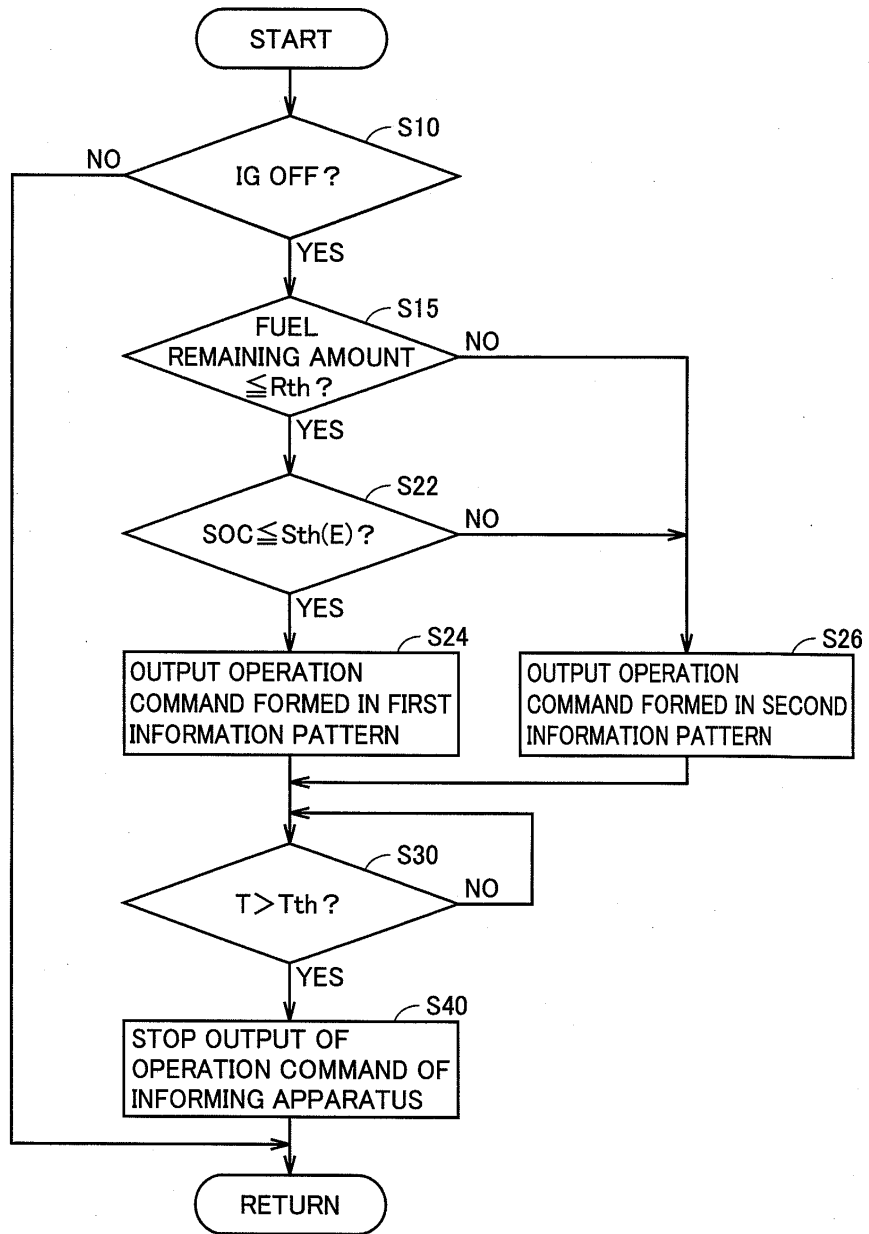 START
S10
NO
IG OFF?
YES
S15
FUEL
REMAINING AMOUNT
≦Rth?
NO
YES
S22
SOC≦Sth(E)?
NO
YES
S24
OUTPUT OPERATION
COMMAND FORMED IN FIRST
INFORMATION PATTERN
S26
OUTPUT OPERATION
COMMAND FORMED IN SECOND
INFORMATION PATTERN
S30
T>Tth?
NO
YES
S40
STOP OUTPUT OF
OPERATION COMMAND OF
INFORMING APPARATUS
RETURN